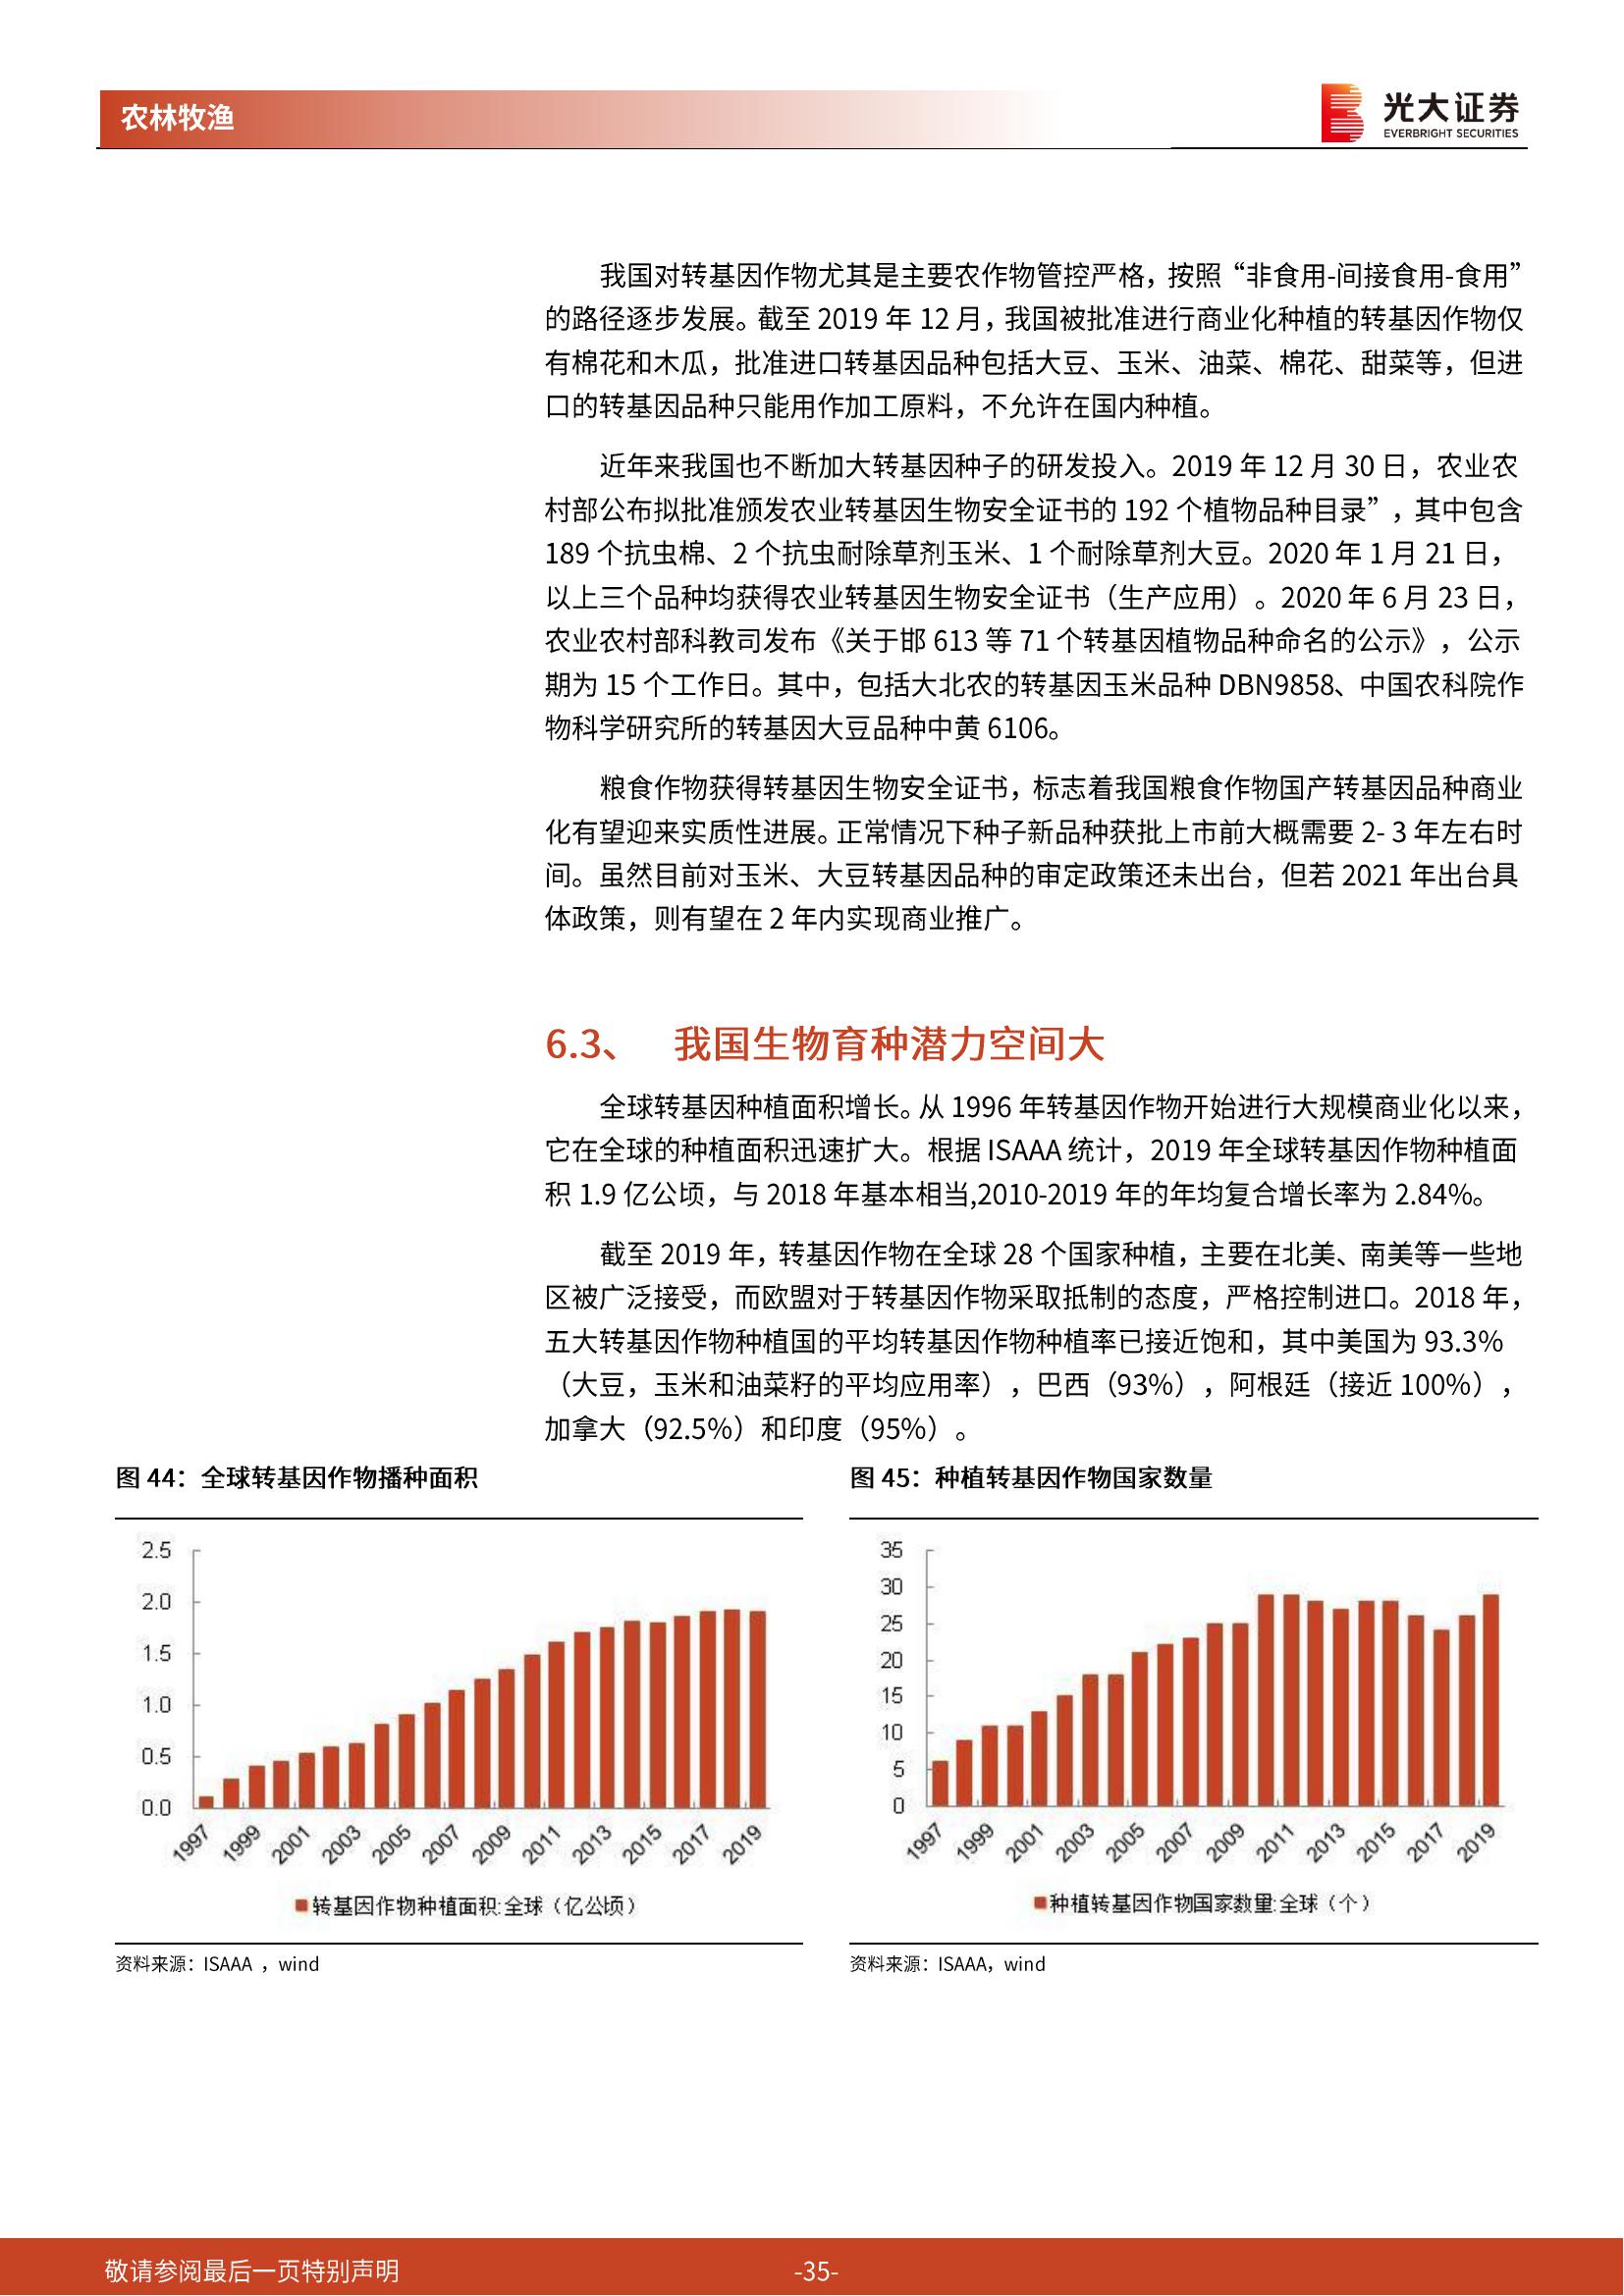 农林牧渔
光大证券
EVERBRIGHT SECURITIES
我国对转基因作物尤其是主要农作物管控严格，按照“非食用-间接食用-食用”
的路径逐步发展。截至 2019 年 12 月，我国被批准进行商业化种植的转基因作物仅
有棉花和木瓜，批准进口转基因品种包括大豆、玉米、油菜、棉花、甜菜等，但进
口的转基因品种只能用作加工原料，不允许在国内种植。
近年来我国也不断加大转基因种子的研发投入。2019 年 12 月 30 日，农业农
村部公布拟批准颁发农业转基因生物安全证书的 192 个植物品种目录”，其中包含
189 个抗虫棉、2 个抗虫耐除草剂玉米、1 个耐除草剂大豆。2020 年 1 月 21 日，
以上三个品种均获得农业转基因生物安全证书（生产应用）。2020 年 6 月 23 日，
农业农村部科教司发布《关于邯 613 等 71 个转基因植物品种命名的公示》，公示
期为 15 个工作日。其中，包括大北农的转基因玉米品种 DBN9858、中国农科院作
物科学研究所的转基因大豆品种中黄 6106。
粮食作物获得转基因生物安全证书，标志着我国粮食作物国产转基因品种商业
化有望迎来实质性进展。正常情况下种子新品种获批上市前大概需要 2- 3 年左右时
间。虽然目前对玉米、大豆转基因品种的审定政策还未出台，但若 2021 年出台具
体政策，则有望在 2 年内实现商业推广。
6.3、 我国生物育种潜力空间大
全球转基因种植面积增长。从 1996 年转基因作物开始进行大规模商业化以来，
它在全球的种植面积迅速扩大。根据 ISAAA 统计，2019 年全球转基因作物种植面
积 1.9 亿公顷，与 2018 年基本相当,2010-2019 年的年均复合增长率为 2.84%。
截至 2019 年，转基因作物在全球 28 个国家种植，主要在北美、南美等一些地
区被广泛接受，而欧盟对于转基因作物采取抵制的态度，严格控制进口。2018 年，
五大转基因作物种植国的平均转基因作物种植率已接近饱和，其中美国为 93.3%
（大豆，玉米和油菜籽的平均应用率），巴西（93%），阿根廷（接近 100%），
加拿大（92.5%）和印度（95%）。
图 44：全球转基因作物播种面积
2.5
2.0
1.5
1.0
0.5
0.0
1997 1999 2001 2003 2005 2007 2009 2011 2013 2015 2017 2019
转基因作物种植面积:全球（亿公顷）
资料来源：ISAAA ，wind
图 45：种植转基因作物国家数量
35
30
25
20
15
10
5
0
1997 1999 2001 2003 2005 2007 2009 2011 2013 2015 2017 2019
种植转基因作物国家数量:全球（个）
资料来源：ISAAA，wind
敬请参阅最后一页特别声明
-35-